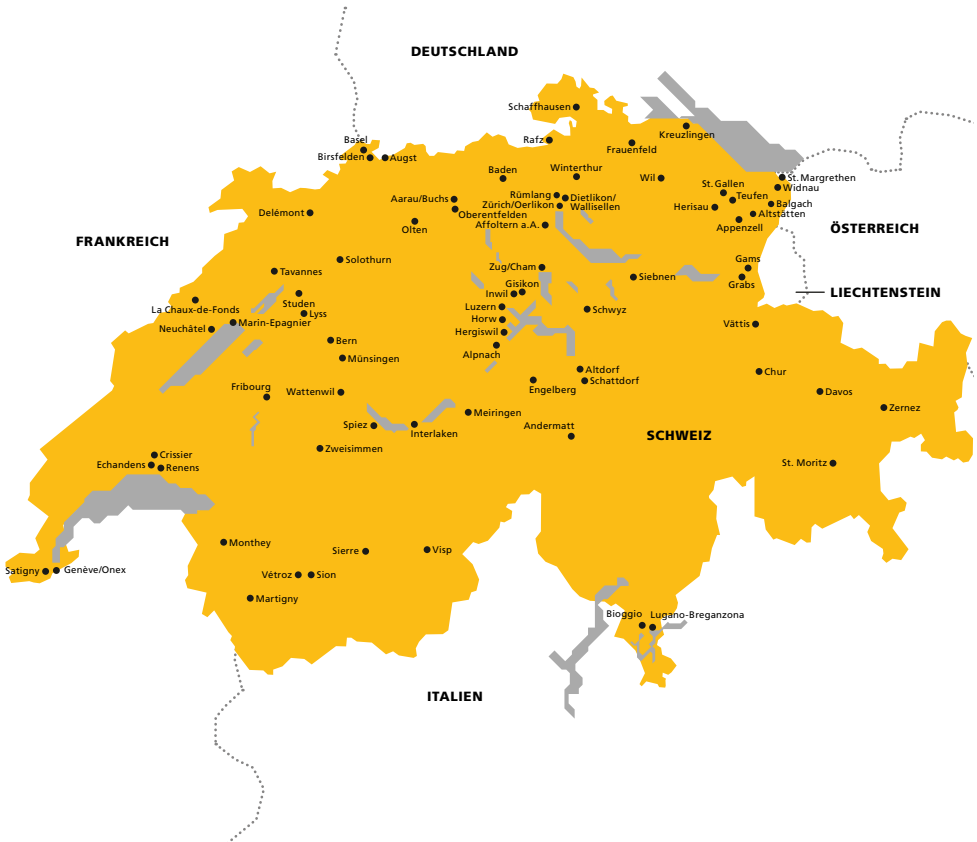 DEUTSCHLAND
Schaffhausen
Kreuzlingen
Basel
Rafz
Frauenfeld
Birsfelden
Augst
Baden
Winterthur
Wil
St. Margrethen
St. Gallen
Widnau
Teufen
Aarau/Buchs
Rümlang
Dietlikon/
Wallisellen
Zürich/Oerlikon
Herisau
Balgach
Altstätten
Delémont
Oberentfelden
Olten
Affoltern a.A.
Appenzell
ÖSTERREICH
FRANKREICH
Solothurn
Gams
Tavannes
Zug/Cham
Siebnen
Grabs
Gisikon
Inwil
LIECHTENSTEIN
Studen
La Chaux-de-Fonds
Lyss
Luzern
Schwyz
Marin-Epagnier
Horw
Neuchâtel
Hergiswil
Vättis
Bern
Alpnach
Münsingen
Altdorf
Chur
Schattdorf
Fribourg
Wattenwil
Engelberg
Davos
Zernez
Meiringen
Spiez
Interlaken
Andermatt
SCHWEIZ
Zweisimmen
Crissier
Echandens
Renens
St. Moritz
Monthey
Sierre
Visp
Satigny
Genève/Onex
Vétroz
Sion
Martigny
Bioggio
Lugano-Breganzona
ITALIEN